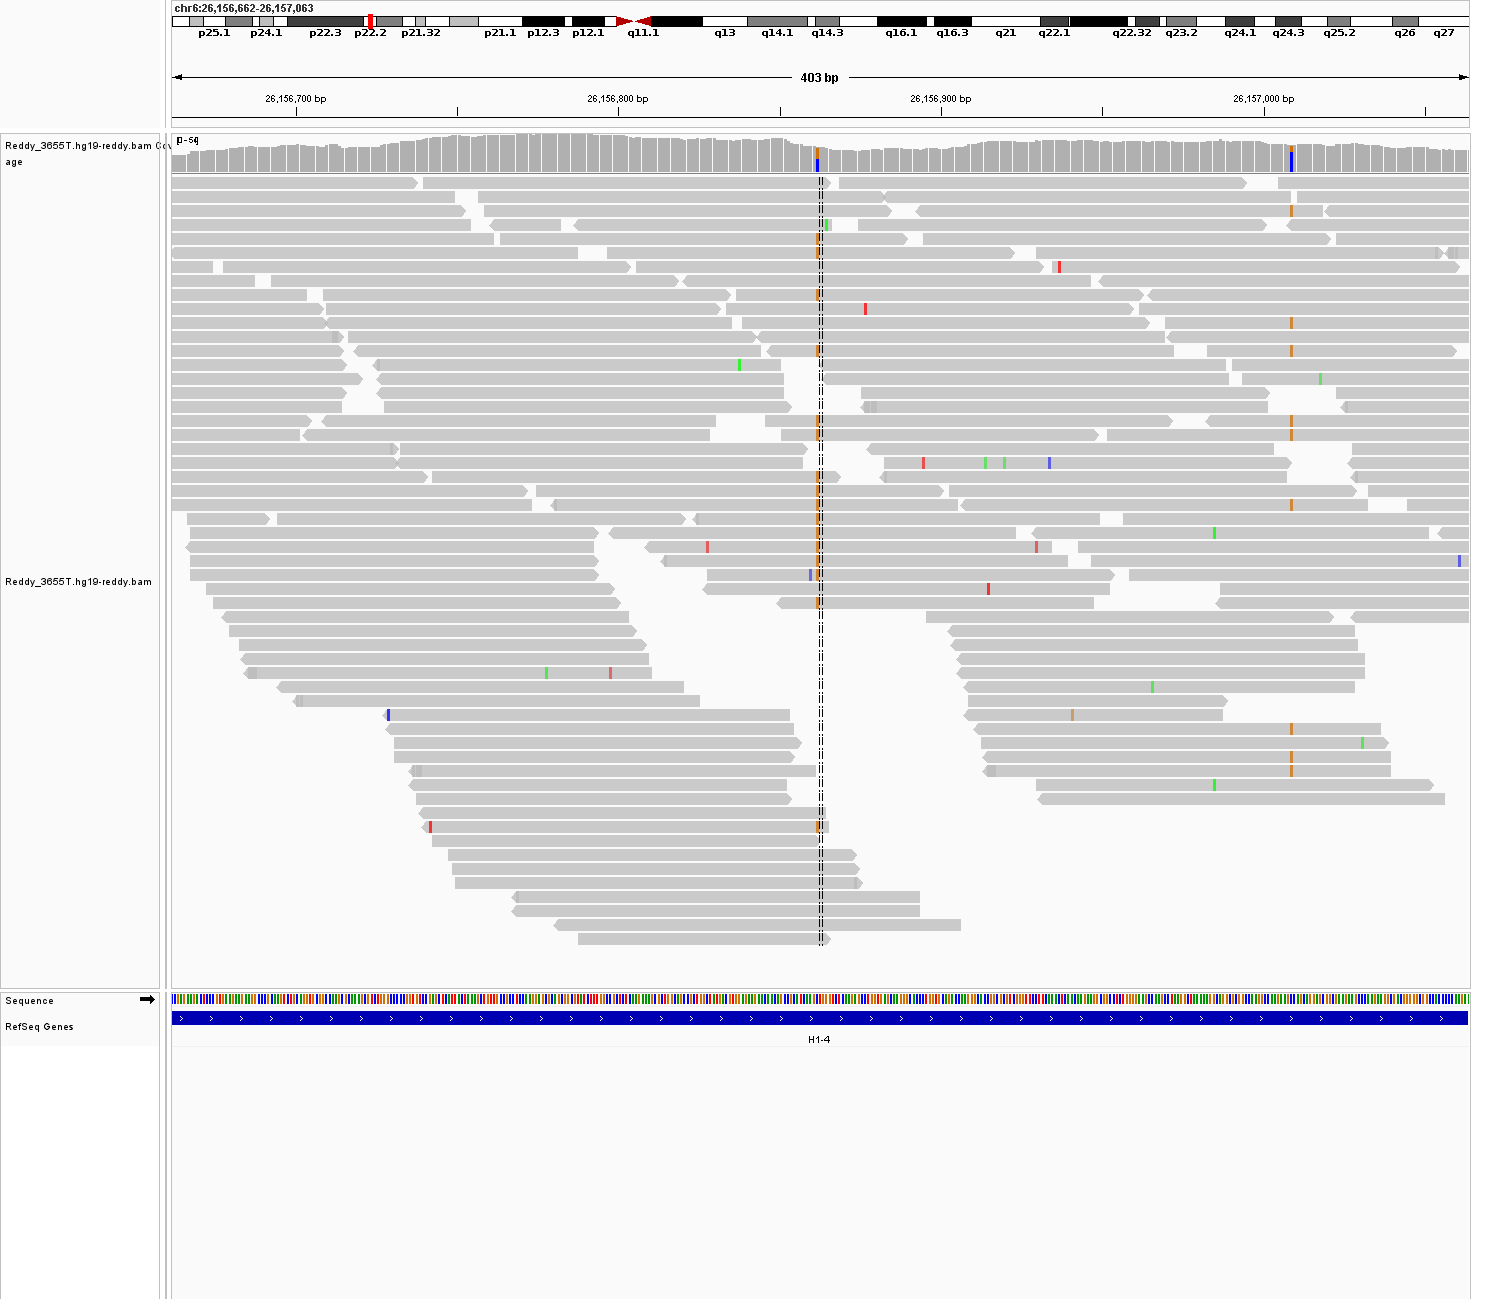 chr6:26,156,662-26,157,063
p25.1 p24.1 p22.3 p22.2 p21.32 p21.1 p12.3 p12.1 q11.1 q13 q14.1 q14.3 q16.1 q16.3 q21 q22.1 q22.32 q23.2 q24.1 q24.3 q25.2 q26 q27
403 bp
26,156,700 bp 26,156,800 bp 26,156,900 bp 26,157,000 bp
Reddy_3655T.hg19-reddy.bam Cov
age
[0-54]
Reddy_3655T.hg19-reddy.bam
Sequence
RefSeq Genes
H1-4